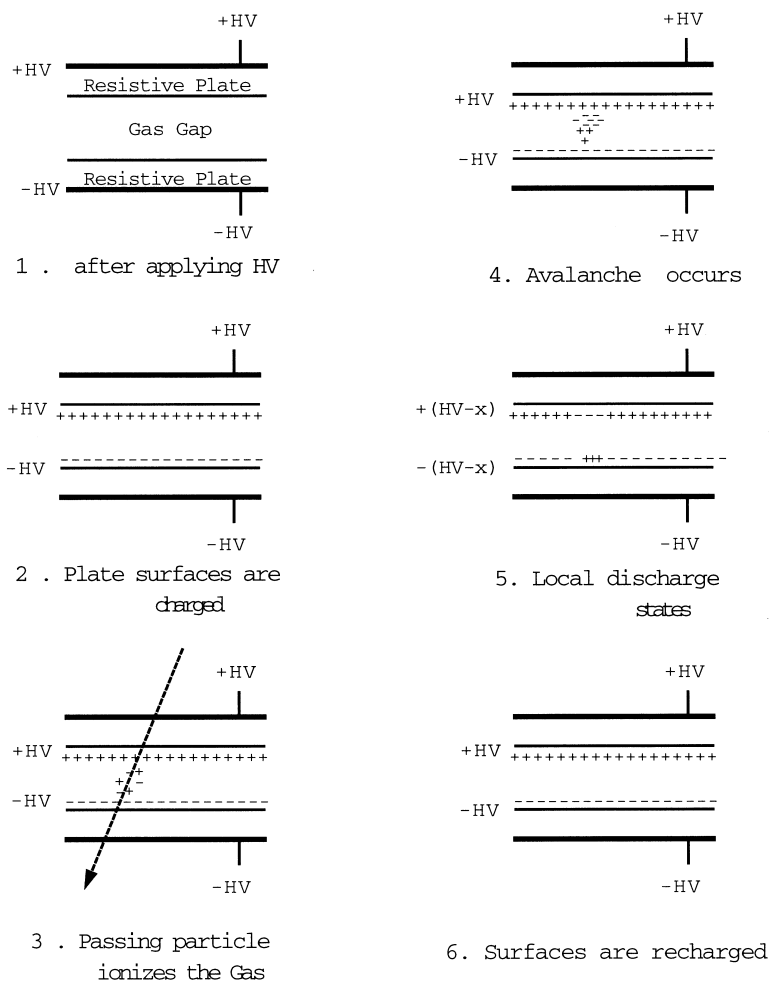 +HV
+HV
Resistive Plate
Gas Gap
Resistive Plate
-HV
-HV
1 . after applying HV
+HV
+HV
+++++++++++++++++++
- - - - - - - - - - - - - - - -
-HV
-HV
2 . Plate surfaces are
charged
+HV
+HV
+++++++++++++++++++
-+
+ -
-+
- - - - - - - - - - - - - - - -
-HV
-HV
3 . Passing particle
ionizes the Gas
+HV
+HV
+++++++++++++++++++
--
----
--
++
+
- - - - - - - - - - - - - - - -
-HV
-HV
4. Avalanche occurs
+HV
+(HV-x)
++++++---+++++++++
- - - - - - +++ - - - - - - - - -
-(HV-x)
-HV
5. Local discharge
states
+HV
+HV
+++++++++++++++++++
- - - - - - - - - - - - - - - -
-HV
-HV
6. Surfaces are recharged